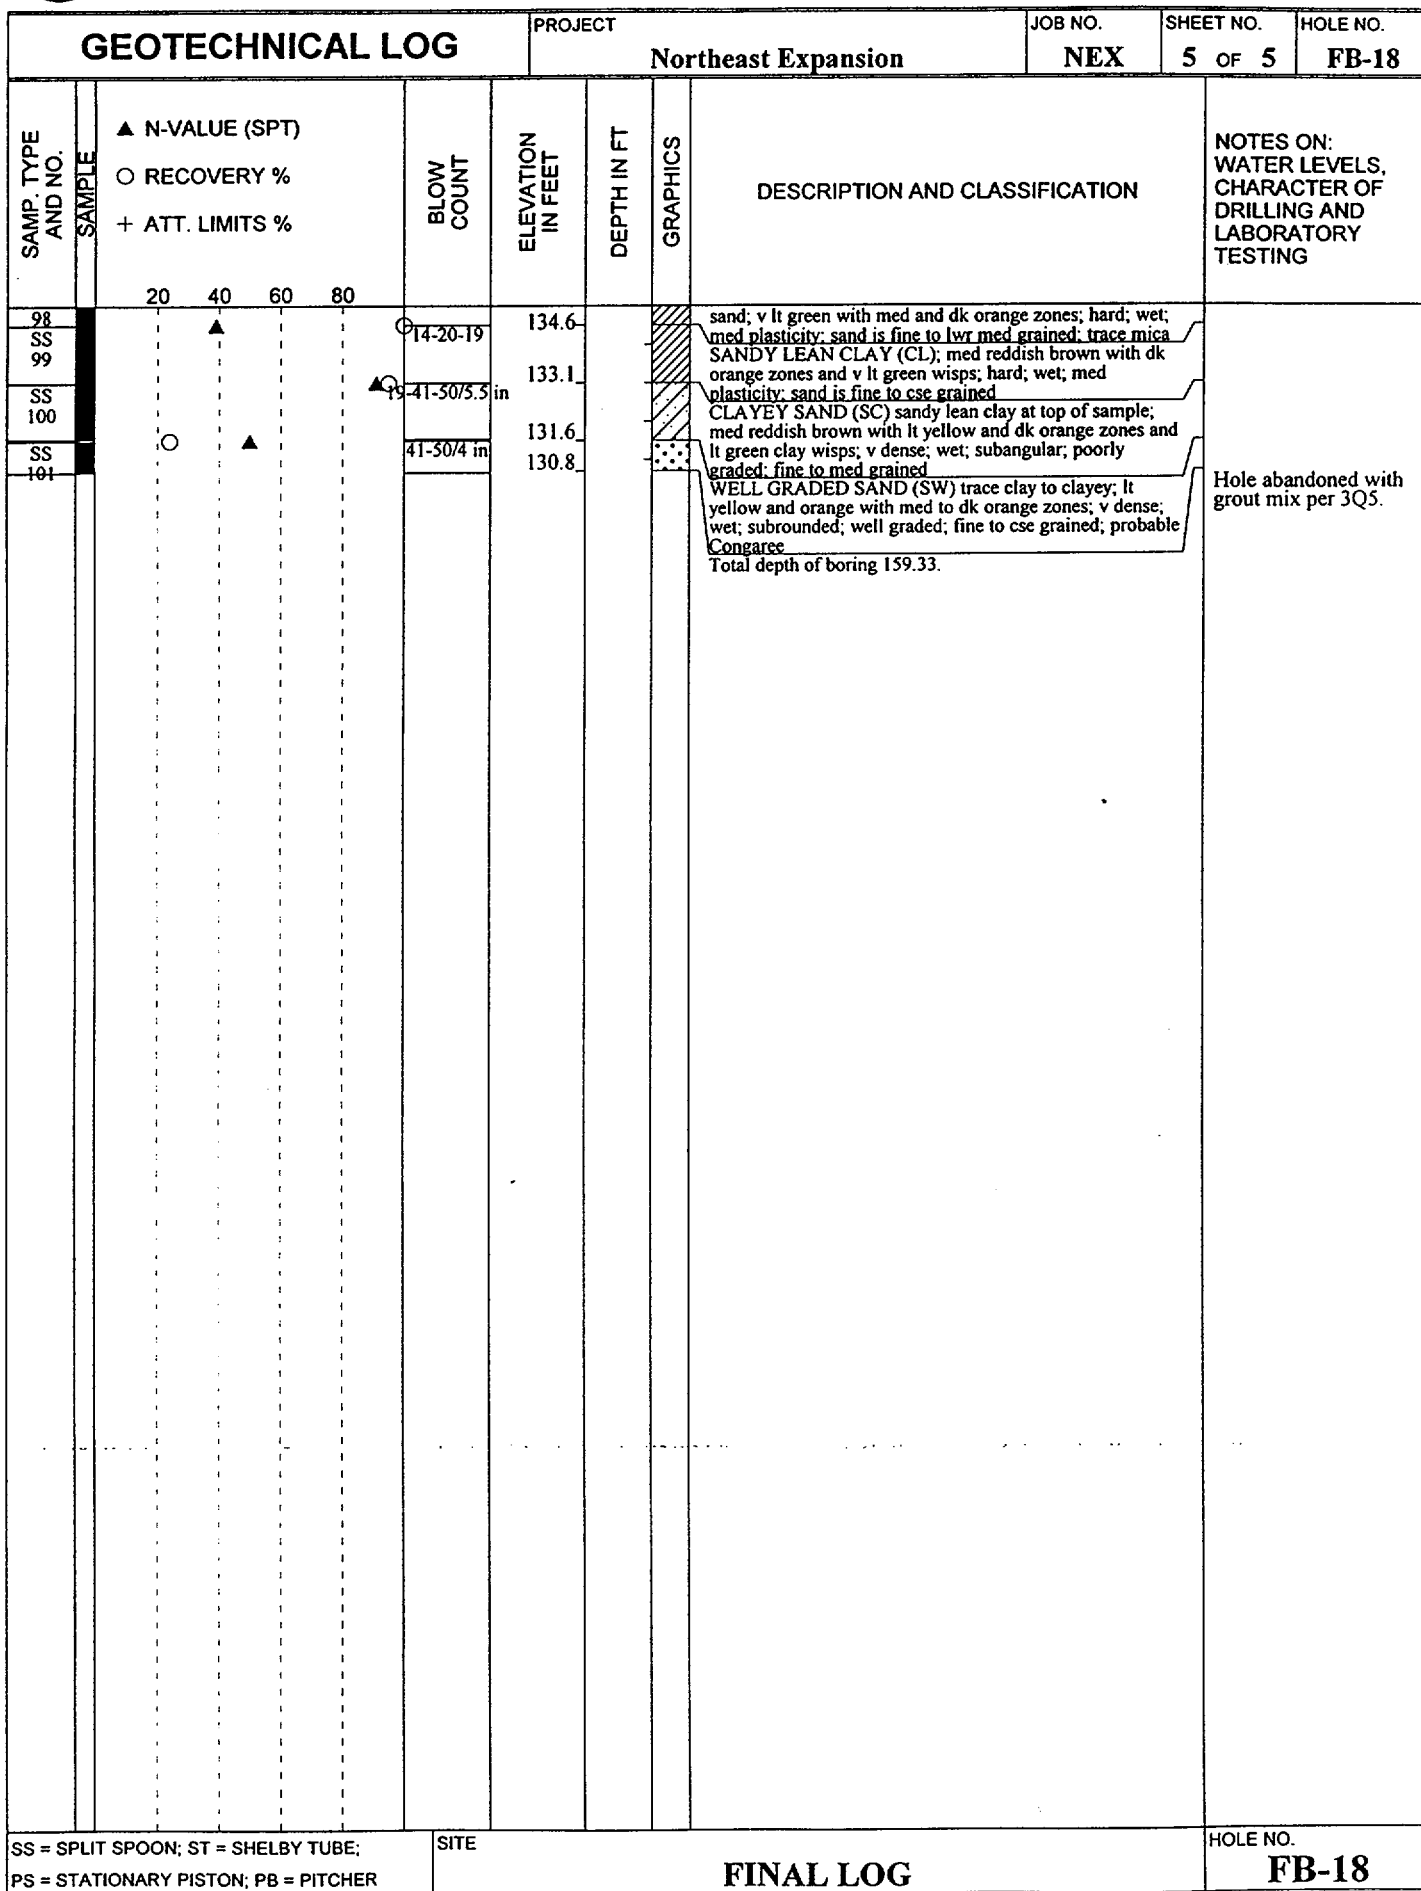 GEOTECHNICAL LOG
PROJECT
Northeast Expansion
JOB NO.
NEX
SHEET NO.
5 OF 5
HOLE NO.
FB-18
SAMP. TYPE
AND NO.
SAMPLE
▲ N-VALUE (SPT)
○ RECOVERY %
+ ATT. LIMITS %
20 40 60 80
BLOW
COUNT
ELEVATION
IN FEET
DEPTH IN FT
GRAPHICS
DESCRIPTION AND CLASSIFICATION
NOTES ON:
WATER LEVELS,
CHARACTER OF
DRILLING AND
LABORATORY
TESTING
98
SS
99
SS
100
SS
101
14-20-19
19-41-50/5.5 in
41-50/4 in
134.6
133.1
131.6
130.8
sand; v lt green with med and dk orange zones; hard; wet;
med plasticity; sand is fine to lwr med grained; trace mica
SANDY LEAN CLAY (CL); med reddish brown with dk
orange zones and v lt green wisps; hard; wet; med
plasticity; sand is fine to cse grained
CLAYEY SAND (SC) sandy lean clay at top of sample;
med reddish brown with lt yellow and dk orange zones and
lt green clay wisps; v dense; wet; subangular; poorly
graded; fine to med grained
WELL GRADED SAND (SW) trace clay to clayey; lt
yellow and orange with med to dk orange zones; v dense;
wet; subrounded; well graded; fine to cse grained; probable
Congaree
Total depth of boring 159.33.
Hole abandoned with
grout mix per 3Q5.
SS = SPLIT SPOON; ST = SHELBY TUBE;
PS = STATIONARY PISTON; PB = PITCHER
SITE
FINAL LOG
HOLE NO.
FB-18